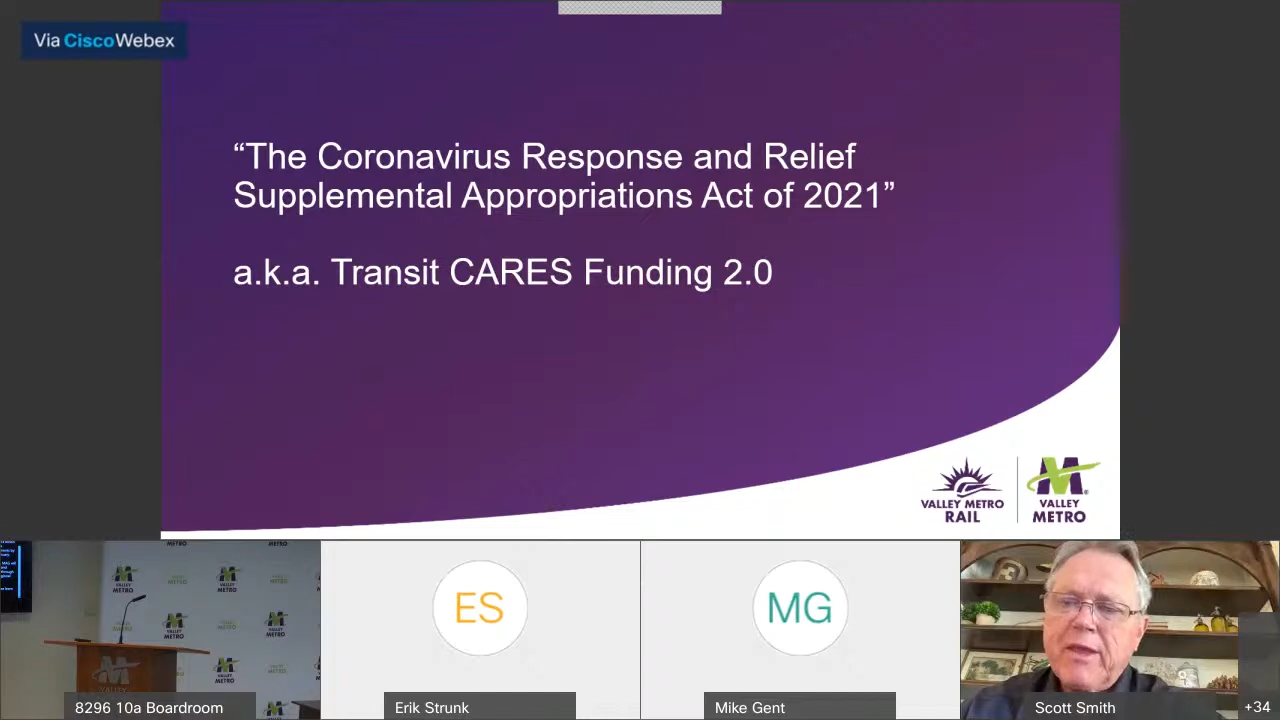 Via CiscoWebex
“The Coronavirus Response and Relief
Supplemental Appropriations Act of 2021”
a.k.a. Transit CARES Funding 2.0
VALLEY METRO
RAIL
VALLEY
METRO
ES
MG
8296 10a Boardroom
Erik Strunk
Mike Gent
Scott Smith
+34